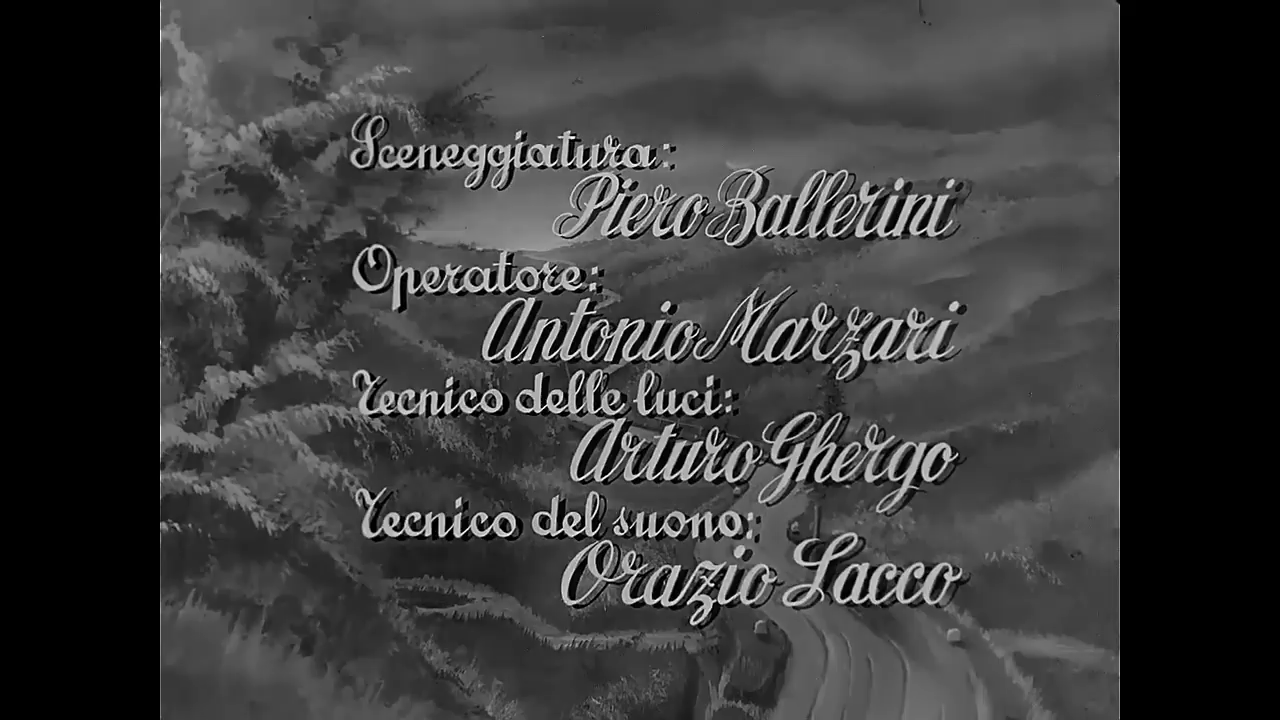 Sceneggiatura:
Piero Ballerini
Operatore:
Antonio Marzari
Tecnico delle luci:
Arturo Ghergo
Tecnico del suono:
Orazio Sacco